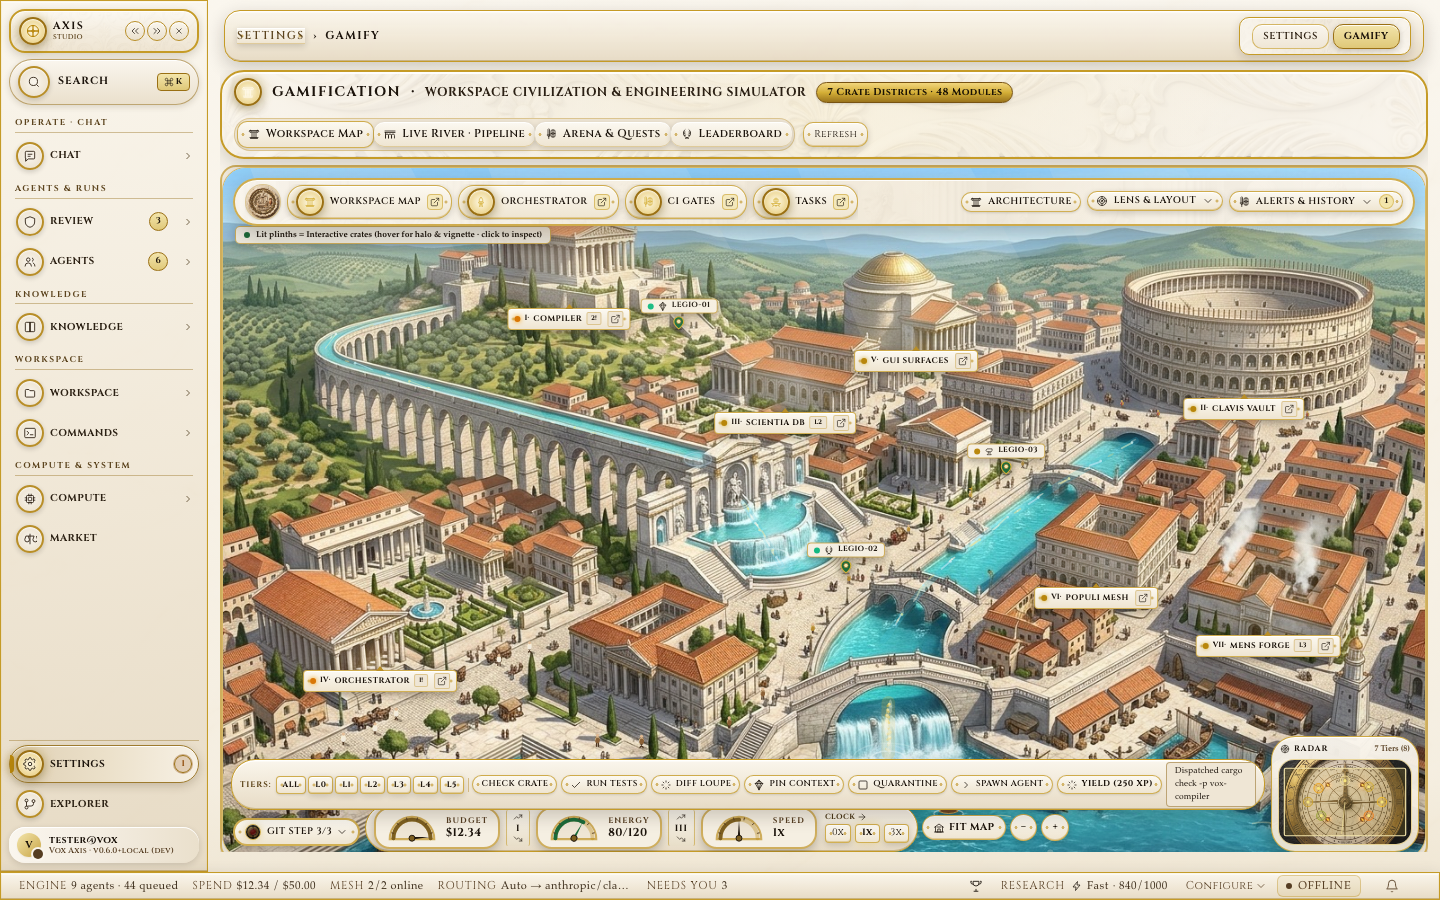 AXIS
STUDIO
SEARCH
⌘ K
OPERATE · CHAT
CHAT
AGENTS & RUNS
REVIEW 3
AGENTS 6
KNOWLEDGE
KNOWLEDGE
WORKSPACE
WORKSPACE
COMMANDS
COMPUTE & SYSTEM
COMPUTE
MARKET
SETTINGS 1
EXPLORER
V
TESTER@VOX
VOX AXIS · V0.6.0+LOCAL (DEV)
SETTINGS › GAMIFY
SETTINGS GAMIFY
GAMIFICATION · WORKSPACE CIVILIZATION & ENGINEERING SIMULATOR 7 CRATE DISTRICTS · 48 MODULES
WORKSPACE MAP LIVE RIVER · PIPELINE ARENA & QUESTS LEADERBOARD REFRESH
WORKSPACE MAP ORCHESTRATOR CI GATES TASKS ARCHITECTURE LENS & LAYOUT ALERTS & HISTORY 1
Lit plinths = Interactive crates (hover for halo & vignette · click to inspect)
LEGIO-01
I· COMPILER 2!
V· GUI SURFACES
II· CLAVIS VAULT
III· SCIENTIA DB L2
LEGIO-03
LEGIO-02
VI· POPULI MESH
VII· MENS FORGE L3
IV· ORCHESTRATOR 1!
RADAR 7 Tiers (8)
TIERS: ALL L0 L1 L2 L3 L4 L5 CHECK CRATE RUN TESTS DIFF LOUPE PIN CONTEXT QUARANTINE SPAWN AGENT YIELD (250 XP)
Dispatched cargo
check -p vox-
compiler
GIT STEP 3/3
BUDGET
$12.34
I
ENERGY
80/120
III
SPEED
1X
CLOCK →
0X 1X 3X
FIT MAP − +
ENGINE 9 agents · 44 queued SPEND $12.34 / $50.00 MESH 2/2 online ROUTING Auto → anthropic/cla... NEEDS YOU 3 RESEARCH Fast · 840/1000 CONFIGURE OFFLINE